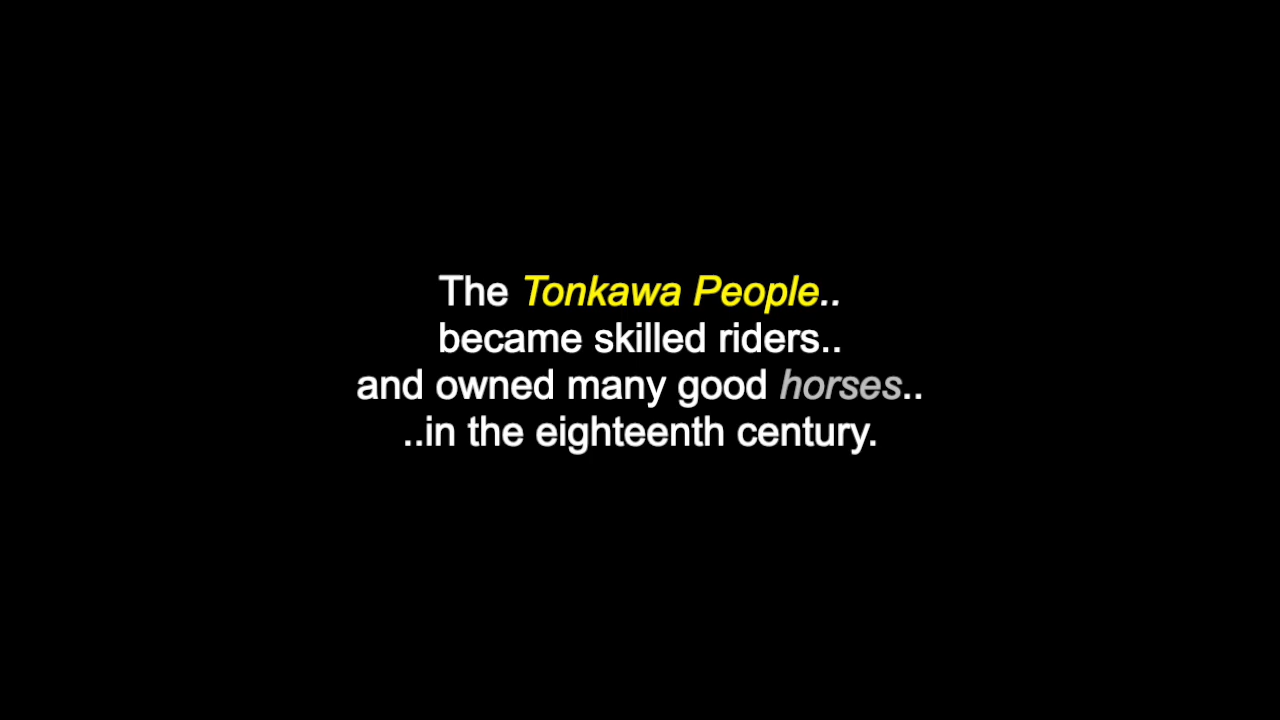 The Tonkawa People..
became skilled riders..
and owned many good horses..
..in the eighteenth century.